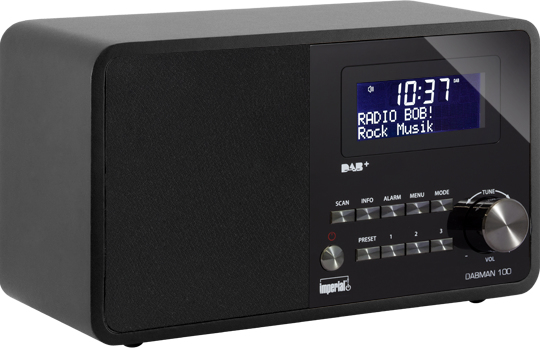 10:37
DAB
RADIO BOB!
Rock Musik
DAB+
SCAN INFO ALARM MENU MODE
TUNE
PRESET 1 2 3
- VOL
imperial
DABMAN 100